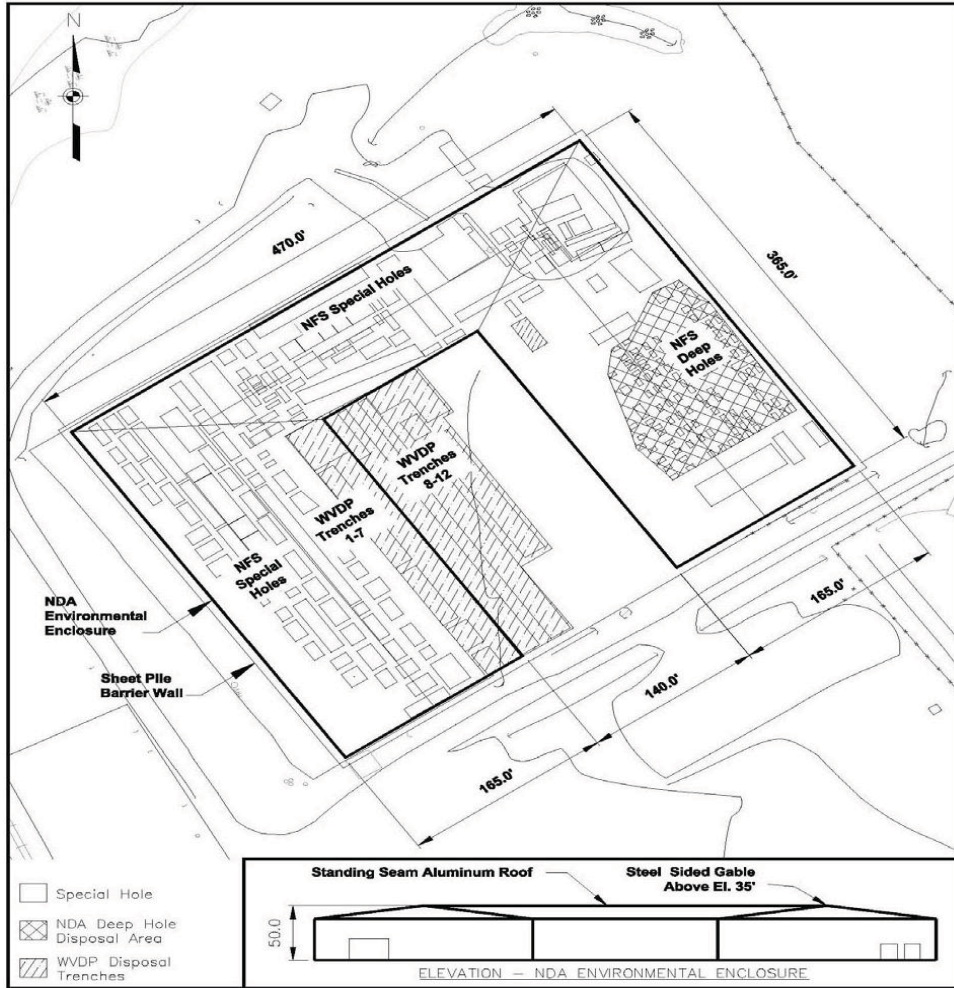 N
470.0'
365.0'
NFS Special Holes
NFS
Deep
Holes
WVDP
Trenches
8-12
WVDP
Trenches
1-7
NFS
Special
Holes
NDA
Environmental
Enclosure
Sheet Pile
Barrier Wall
165.0'
140.0'
165.0'
Special Hole
NDA Deep Hole
Disposal Area
WVDP Disposal
Trenches
Standing Seam Aluminum Roof
Steel Sided Gable
Above El. 35'
50.0
ELEVATION – NDA ENVIRONMENTAL ENCLOSURE